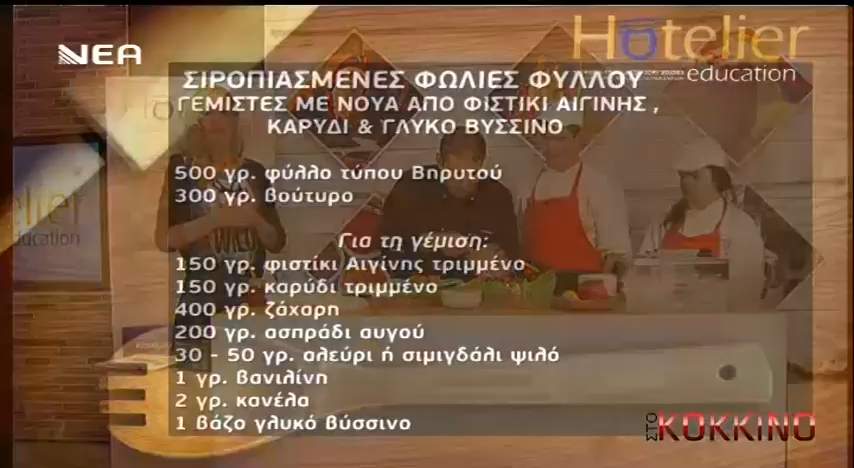 ΝΕΑ
Hotelier
education
ΣΙΡΟΠΙΑΣΜΕΝΕΣ ΦΩΛΙΕΣ ΦΥΛΛΟΥ
ΓΕΜΙΣΤΕΣ ΜΕ ΝΟΥΑ ΑΠΟ ΦΙΣΤΙΚΙ ΑΙΓΙΝΗΣ ,
ΚΑΡΥΔΙ & ΓΛΥΚΟ ΒΥΣΣΙΝΟ
500 γρ. φύλλο τύπου Βηρυτού
300 γρ. βούτυρο
Για τη γέμιση:
150 γρ. φιστίκι Αιγίνης τριμμένο
150 γρ. καρύδι τριμμένο
400 γρ. ζάχαρη
200 γρ. ασπράδι αυγού
30 - 50 γρ. αλεύρι ή σιμιγδάλι ψιλό
1 γρ. βανιλίνη
2 γρ. κανέλα
1 βάζο γλυκό βύσσινο
elier
ducation
ΣΤΟ ΚΟΚΚΙΝΟ